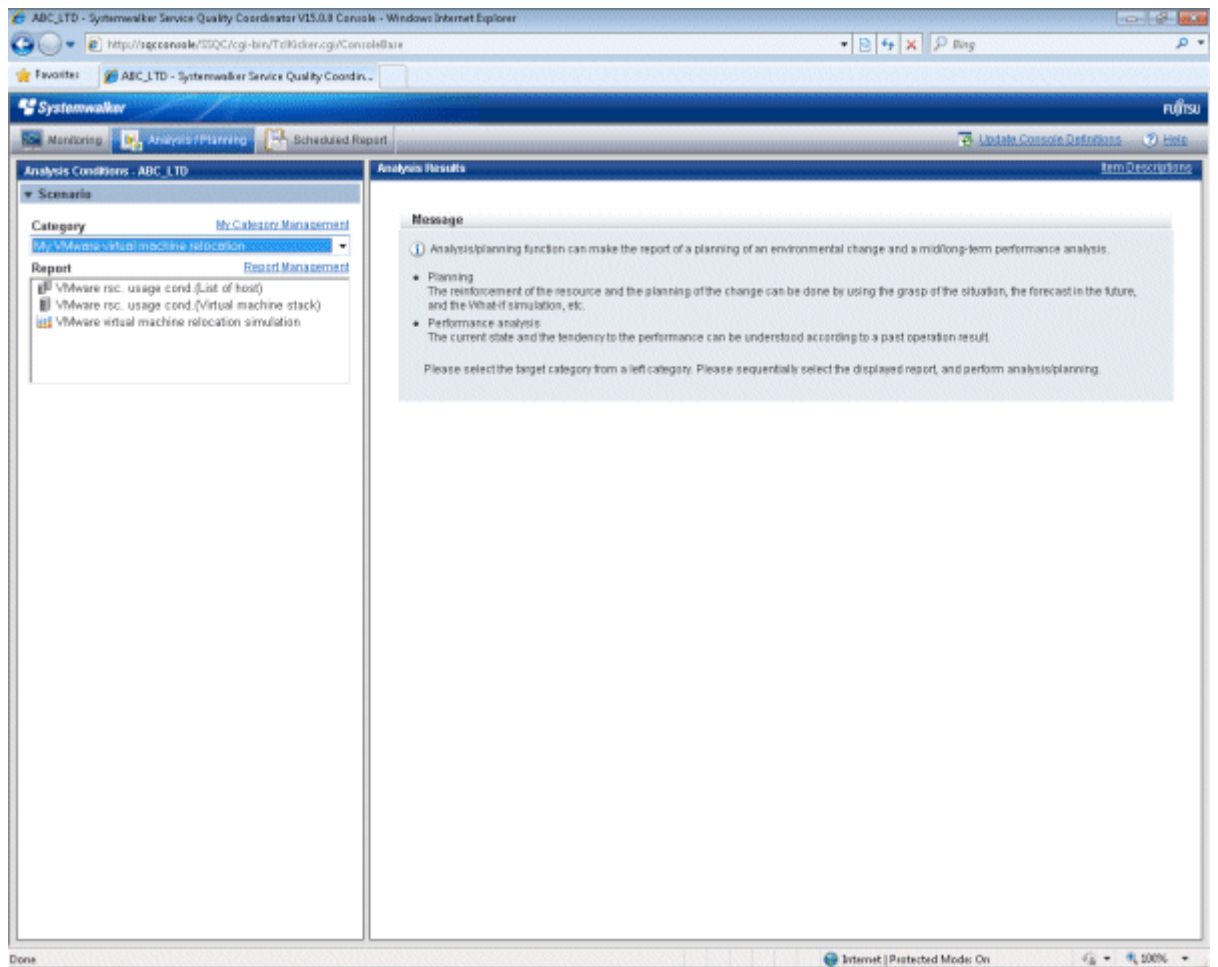 ABC_LTD - Systemwalker Service Quality Coordinator V15.0.0 Console - Windows Internet Explorer
http://sqcconsole/SSQC/cgi-bin/TclKicker.cgi/ConsoleBase
Bing
Favorites
ABC_LTD - Systemwalker Service Quality Coordin...
Systemwalker
FUJITSU
Monitoring
Analysis / Planning
Scheduled Report
Update Console Definitions
Help
Analysis Conditions - ABC_LTD
Analysis Results
Item Descriptions
Scenario
Category
My Category Management
My VMware virtual machine relocation
Report
Report Management
VMware rsc. usage cond.(List of host)
VMware rsc. usage cond.(Virtual machine stack)
VMware virtual machine relocation simulation
Message
Analysis/planning function can make the report of a planning of an environmental change and a mid/long-term performance analysis.
Planning
The reinforcement of the resource and the planning of the change can be done by using the grasp of the situation, the forecast in the future,
and the What-if simulation, etc.
Performance analysis
The current state and the tendency to the performance can be understood according to a past operation result.
Please select the target category from a left category. Please sequentially select the displayed report, and perform analysis/planning.
Done
Internet | Protected Mode: On
100%